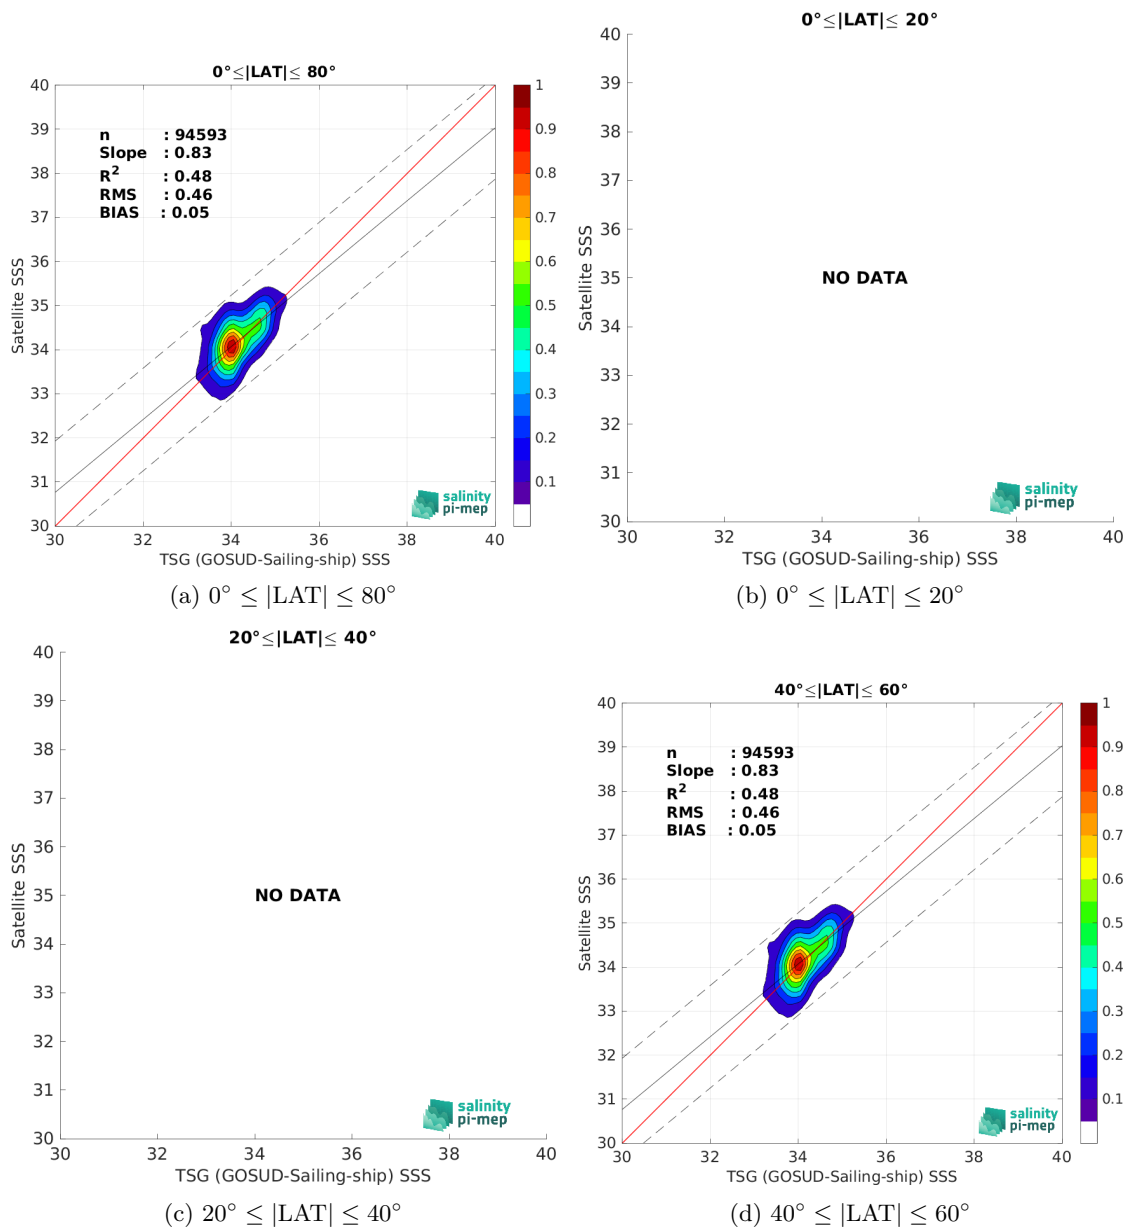 0°≤|LAT|≤ 80°
40
39
38
37
36
35
34
33
32
31
30
Satellite SSS
n : 94593
Slope : 0.83
R² : 0.48
RMS : 0.46
BIAS : 0.05
salinity
pi-mep
30 32 34 36 38 40
TSG (GOSUD-Sailing-ship) SSS
1
0.9
0.8
0.7
0.6
0.5
0.4
0.3
0.2
0.1
(a) 0° ≤ |LAT| ≤ 80°
0°≤|LAT|≤ 20°
40
39
38
37
36
35
34
33
32
31
30
Satellite SSS
NO DATA
salinity
pi-mep
30 32 34 36 38 40
TSG (GOSUD-Sailing-ship) SSS
(b) 0° ≤ |LAT| ≤ 20°
20°≤|LAT|≤ 40°
40
39
38
37
36
35
34
33
32
31
30
Satellite SSS
NO DATA
salinity
pi-mep
30 32 34 36 38 40
TSG (GOSUD-Sailing-ship) SSS
(c) 20° ≤ |LAT| ≤ 40°
40°≤|LAT|≤ 60°
40
39
38
37
36
35
34
33
32
31
30
Satellite SSS
n : 94593
Slope : 0.83
R² : 0.48
RMS : 0.46
BIAS : 0.05
salinity
pi-mep
30 32 34 36 38 40
TSG (GOSUD-Sailing-ship) SSS
1
0.9
0.8
0.7
0.6
0.5
0.4
0.3
0.2
0.1
(d) 40° ≤ |LAT| ≤ 60°